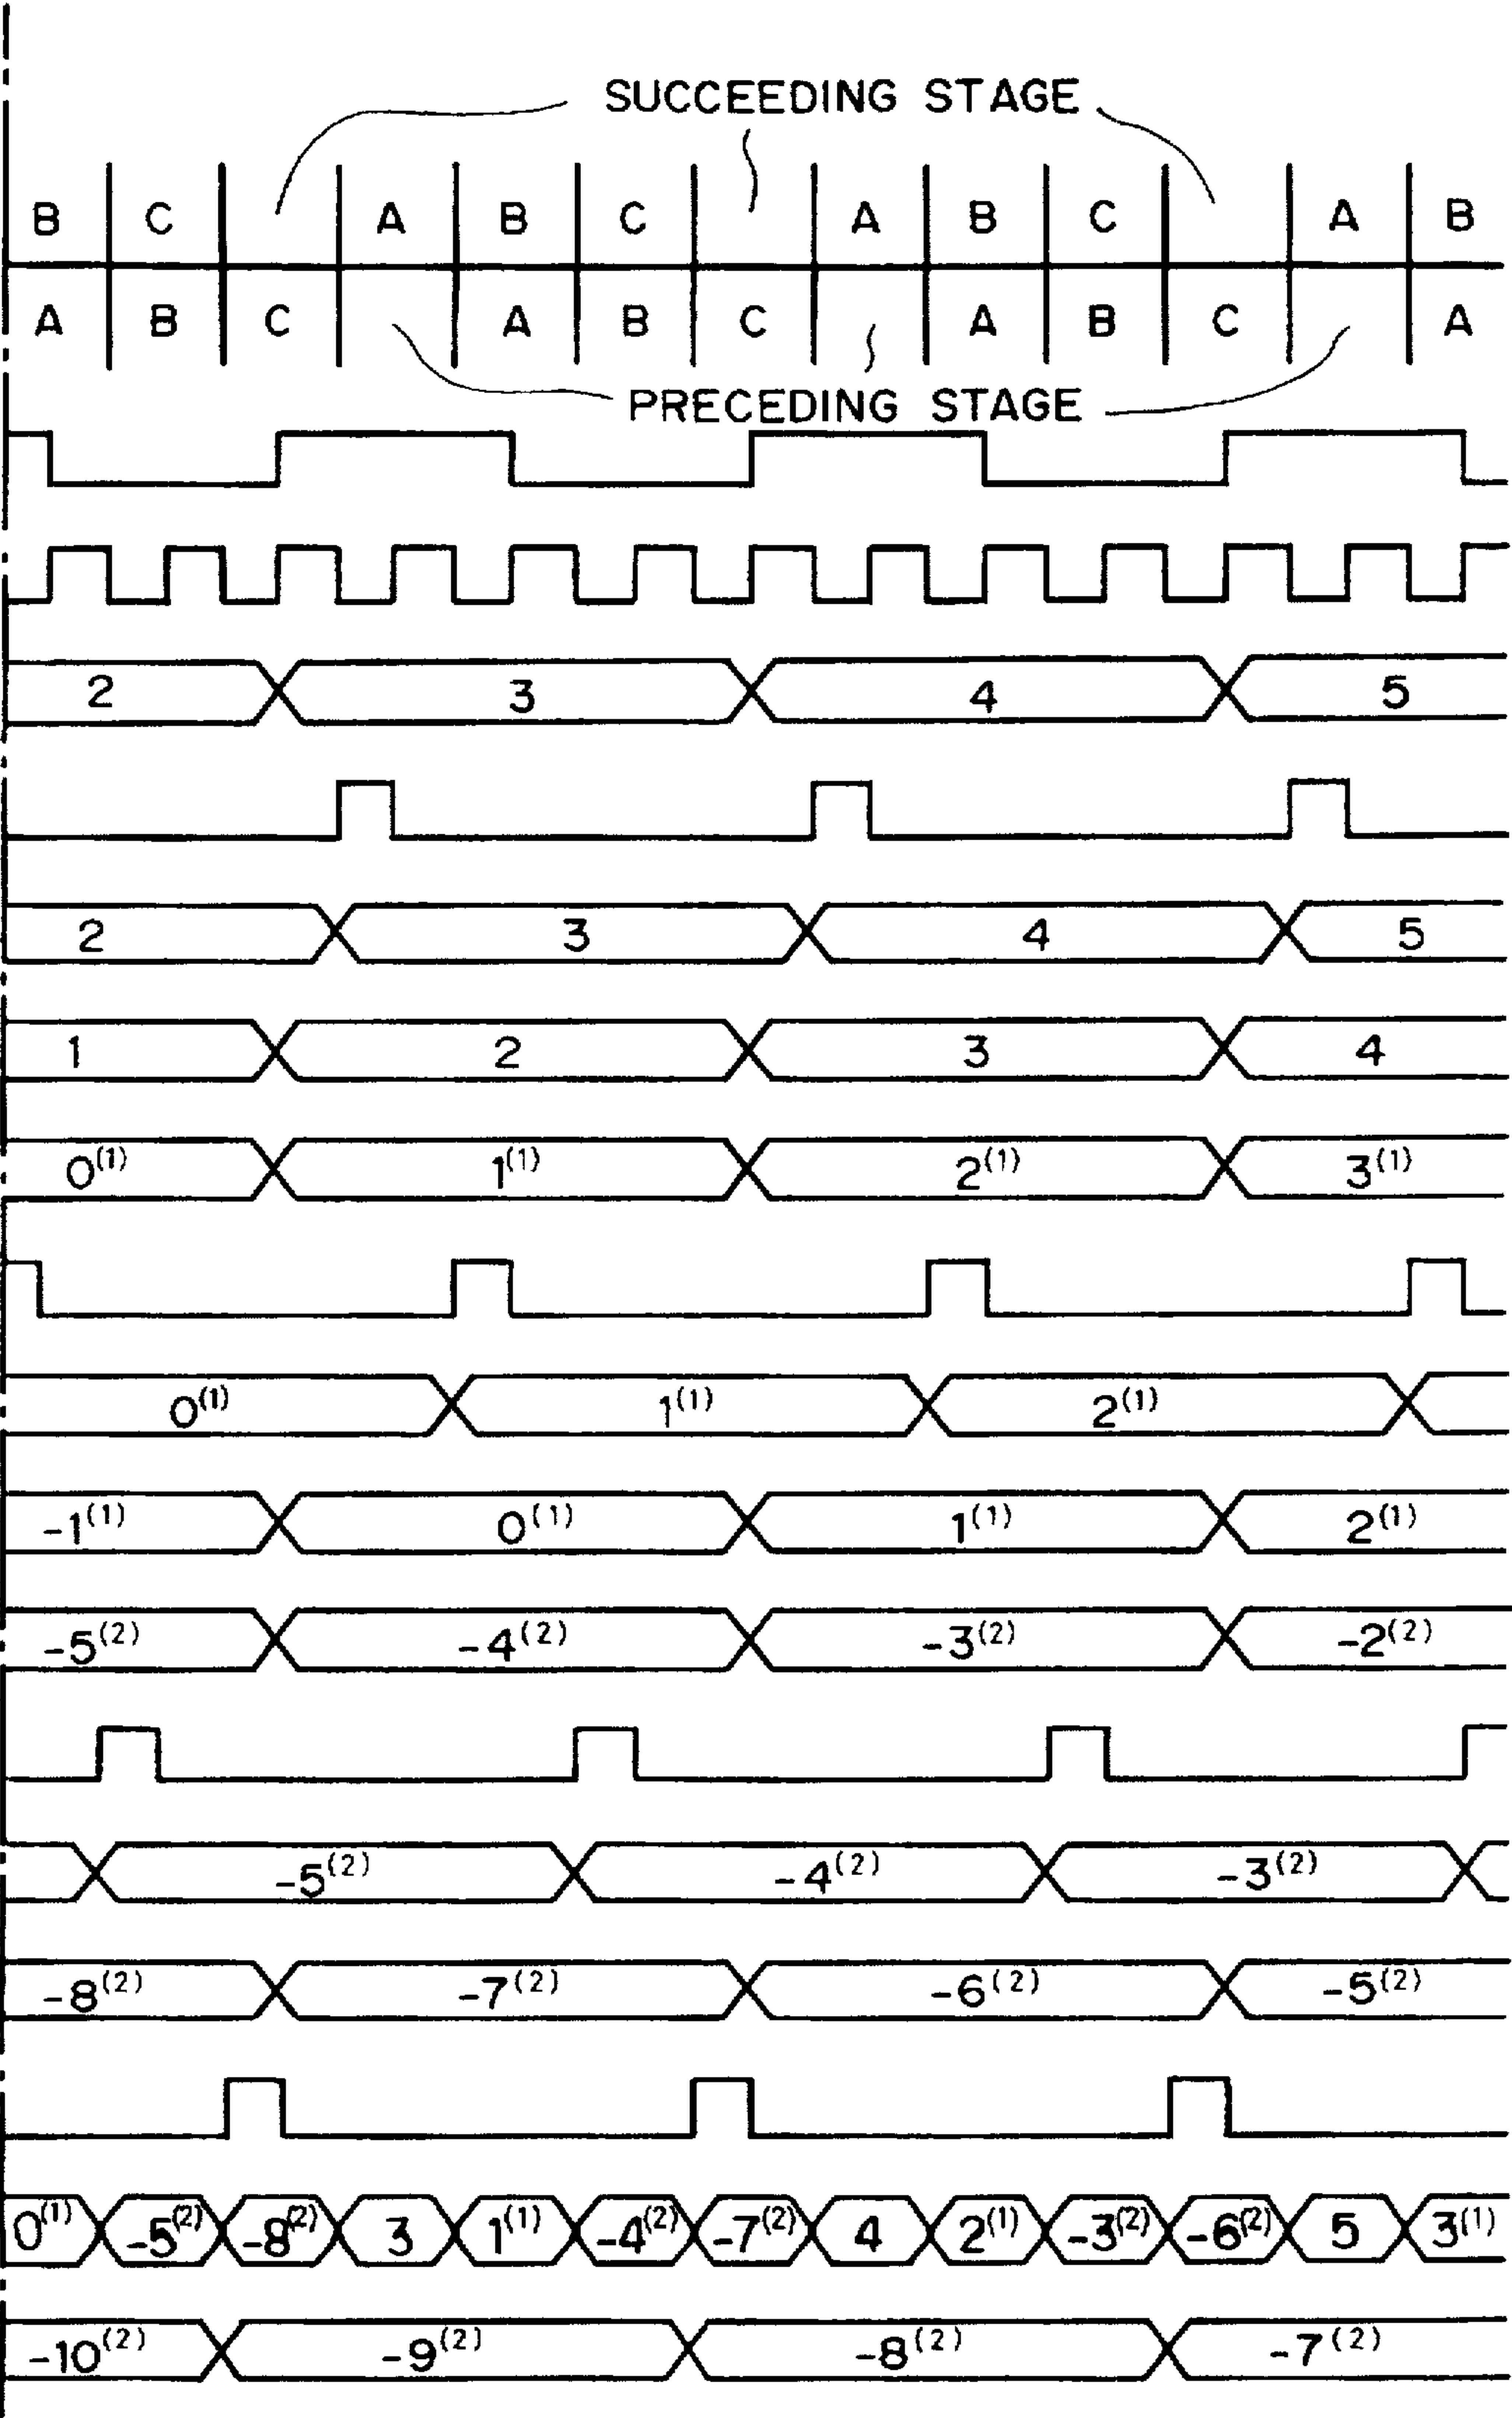 SUCCEEDING STAGE
B C A B C A B C A B
A B C A B C A B C A
PRECEDING STAGE
2 3 4 5
2 3 4 5
1 2 3 4
0(1) 1(1) 2(1) 3(1)
0(1) 1(1) 2(1)
-1(1) 0(1) 1(1) 2(1)
-5(2) -4(2) -3(2) -2(2)
-5(2) -4(2) -3(2)
-8(2) -7(2) -6(2) -5(2)
0(1) -5(2) -8(2) 3 1(1) -4(2) -7(2) 4 2(1) -3(2) -6(2) 5 3(1)
-10(2) -9(2) -8(2) -7(2)